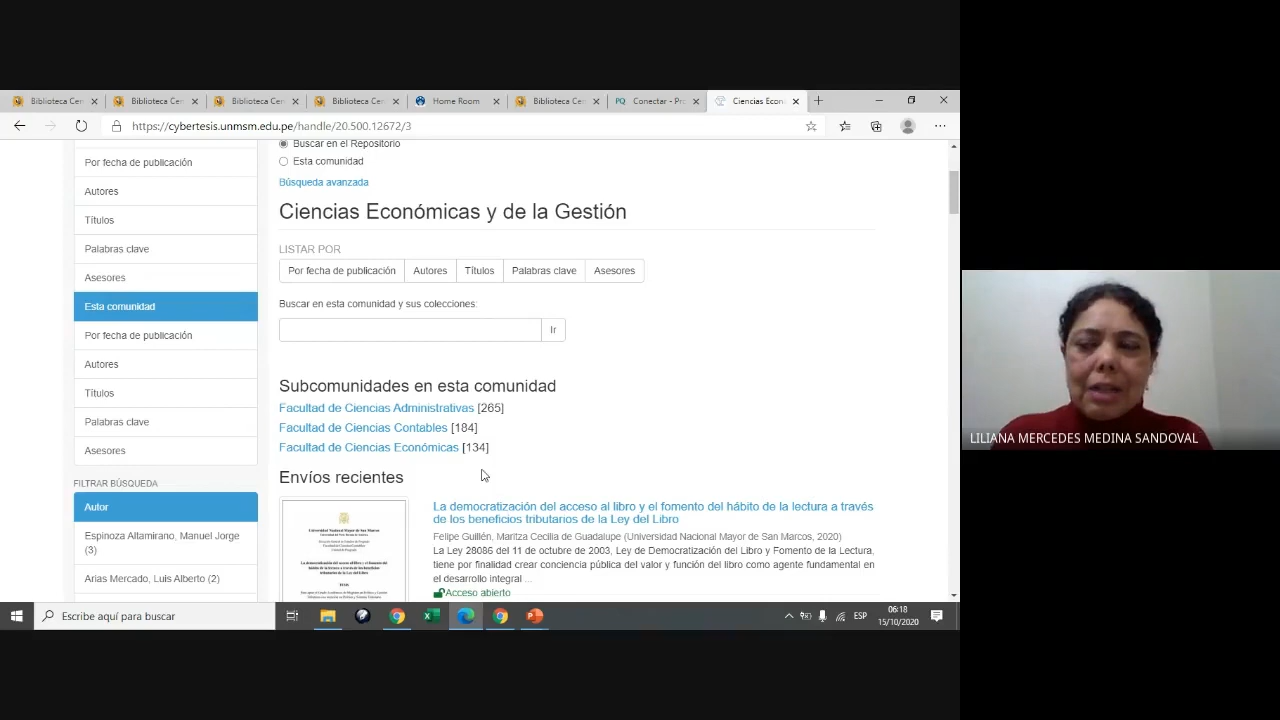 Biblioteca Cen
Biblioteca Cen
Biblioteca Cen
Biblioteca Cen
Home Room
Biblioteca Cen
PQ Conectar - Pro
Ciencias Econ
https://cybertesis.unmsm.edu.pe/handle/20.500.12672/3
Por fecha de publicación
Autores
Títulos
Palabras clave
Asesores
Esta comunidad
Por fecha de publicación
Autores
Títulos
Palabras clave
Asesores
FILTRAR BÚSQUEDA
Autor
Espinoza Altamirano, Manuel Jorge
(3)
Arias Mercado, Luis Alberto (2)
Buscar en el Repositorio
Esta comunidad
Búsqueda avanzada
Ciencias Económicas y de la Gestión
LISTAR POR
Por fecha de publicación Autores Títulos Palabras clave Asesores
Buscar en esta comunidad y sus colecciones:
Ir
Subcomunidades en esta comunidad
Facultad de Ciencias Administrativas [265]
Facultad de Ciencias Contables [184]
Facultad de Ciencias Económicas [134]
Envíos recientes
Universidad Nacional Mayor de San Marcos
La democratización del acceso al libro y el fomento del hábito de la lectura a través
de los beneficios tributarios de la Ley del Libro
Felipe Guillén, Maritza Cecilia de Guadalupe (Universidad Nacional Mayor de San Marcos, 2020)
La Ley 28086 del 11 de octubre de 2003, Ley de Democratización del Libro y Fomento de la Lectura,
tiene por finalidad crear conciencia pública del valor y función del libro como agente fundamental en
el desarrollo integral ...
Acceso abierto
LILIANA MERCEDES MEDINA SANDOVAL
Escribe aquí para buscar
ESP
06:18
15/10/2020